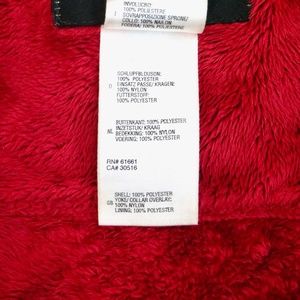 INVOLUCRO:
100% POLIESTERE
I SOVRAPPOSIZIONE SPRONE/
COLLO: 100% NAILON
FODERA: 100% POLIESTERE
SCHLUPFBLOUSON:
100% POLYESTER
D EINSATZ PASSE/ KRAGEN:
100% NYLON
FUTTERSTOFF:
100% POLYESTER
BUITENKANT: 100% POLYESTER
INZETSTUK/ KRAAG
NL BEDEKKING: 100% NYLON
VOERING: 100% POLYESTER
RN# 61661
CA# 30516
SHELL: 100% POLYESTER
YOKE/ COLLAR OVERLAY:
GB 100% NYLON
LINING: 100% POLYESTER